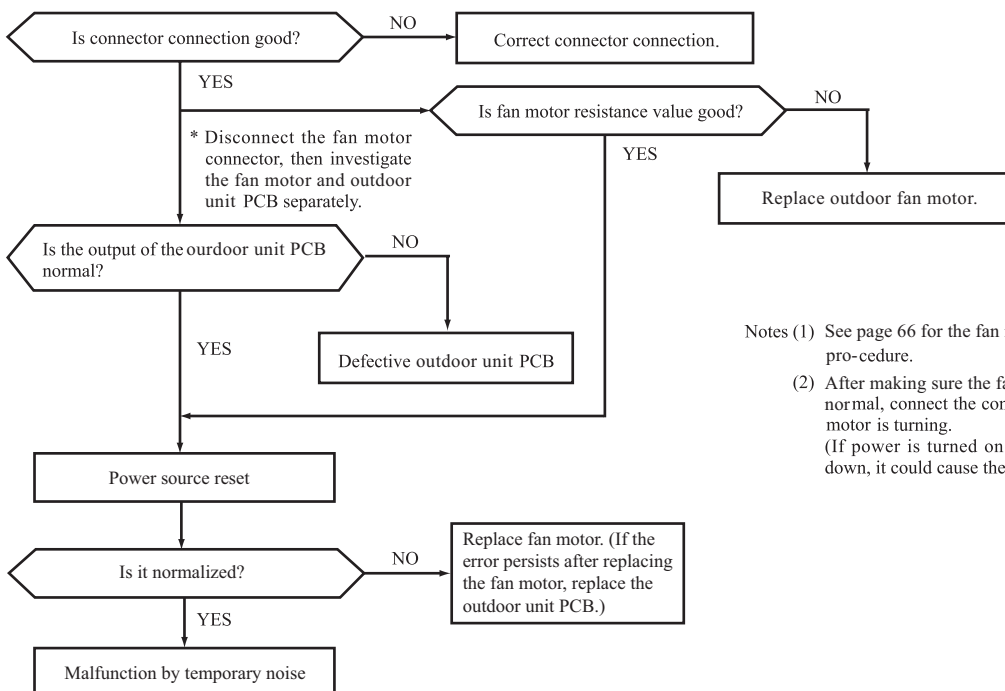 Is connector connection good?
NO
Correct connector connection.
YES
Is fan motor resistance value good?
NO
YES
* Disconnect the fan motor
connector, then investigate
the fan motor and outdoor
unit PCB separately.
Replace outdoor fan motor.
Is the output of the ourdoor unit PCB
normal?
NO
YES
Defective outdoor unit PCB
Notes (1) See page 66 for the fan
pro-cedure.
(2) After making sure the
normal, connect the
motor is turning.
(If power is turned on
down, it could cause the
Power source reset
Is it normalized?
NO
Replace fan motor. (If the
error persists after replacing
the fan motor, replace the
outdoor unit PCB.)
YES
Malfunction by temporary noise